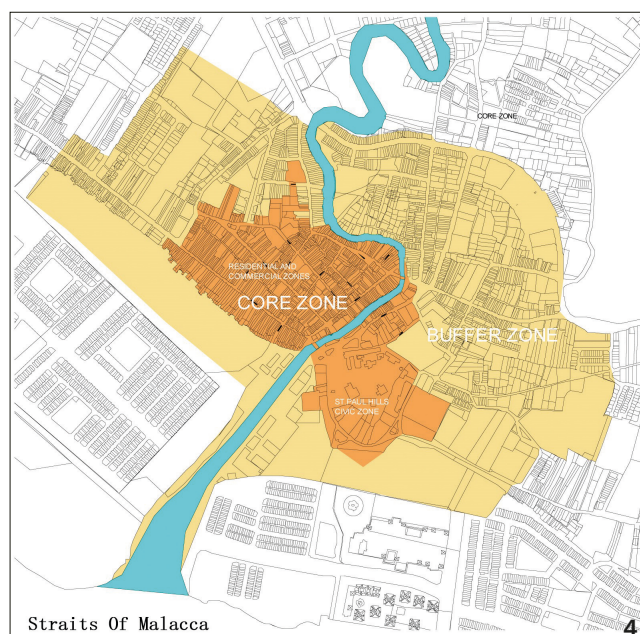 CORE ZONE
RESIDENTIAL AND
COMMERCIAL ZONES
CORE ZONE
BUFFER ZONE
ST.PAUL HILLS
CIVIC ZONE
Straits Of Malacca
4